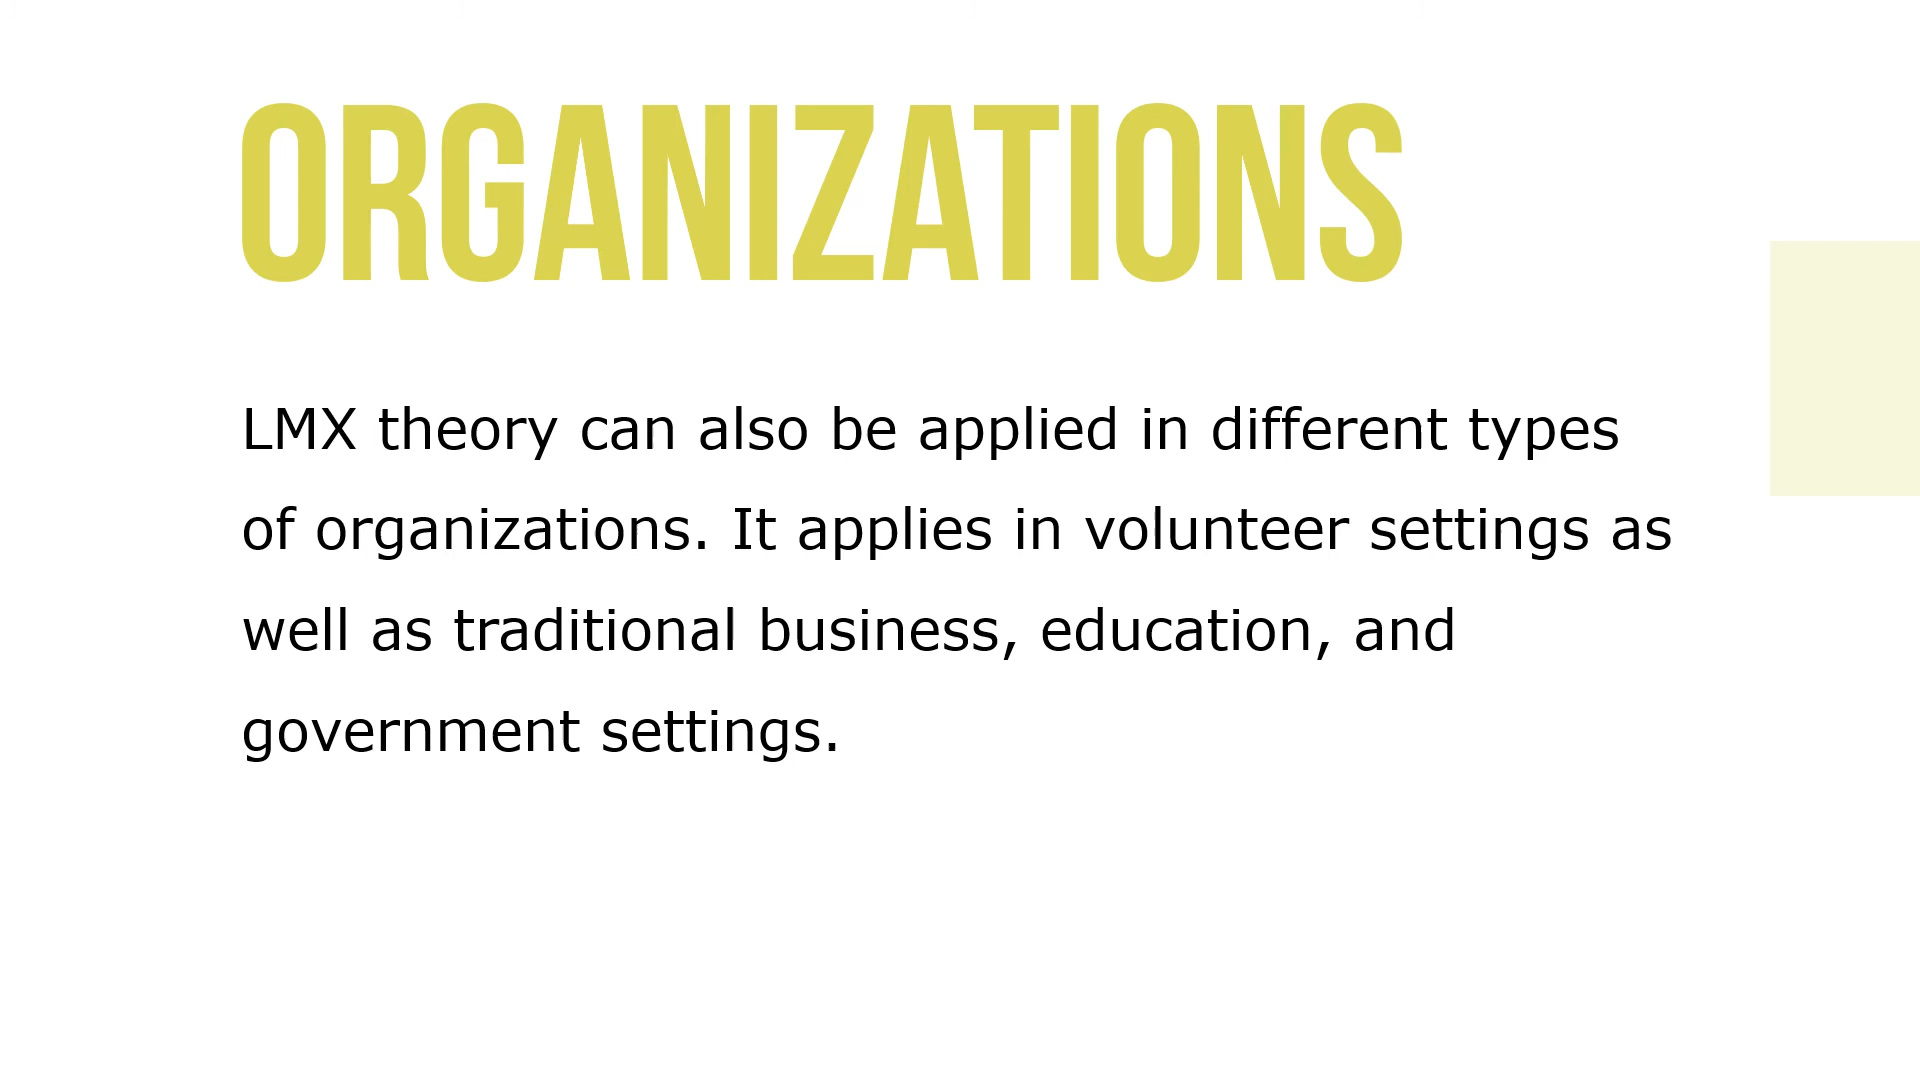 ORGANIZATIONS
LMX theory can also be applied in different types
of organizations. It applies in volunteer settings as
well as traditional business, education, and
government settings.